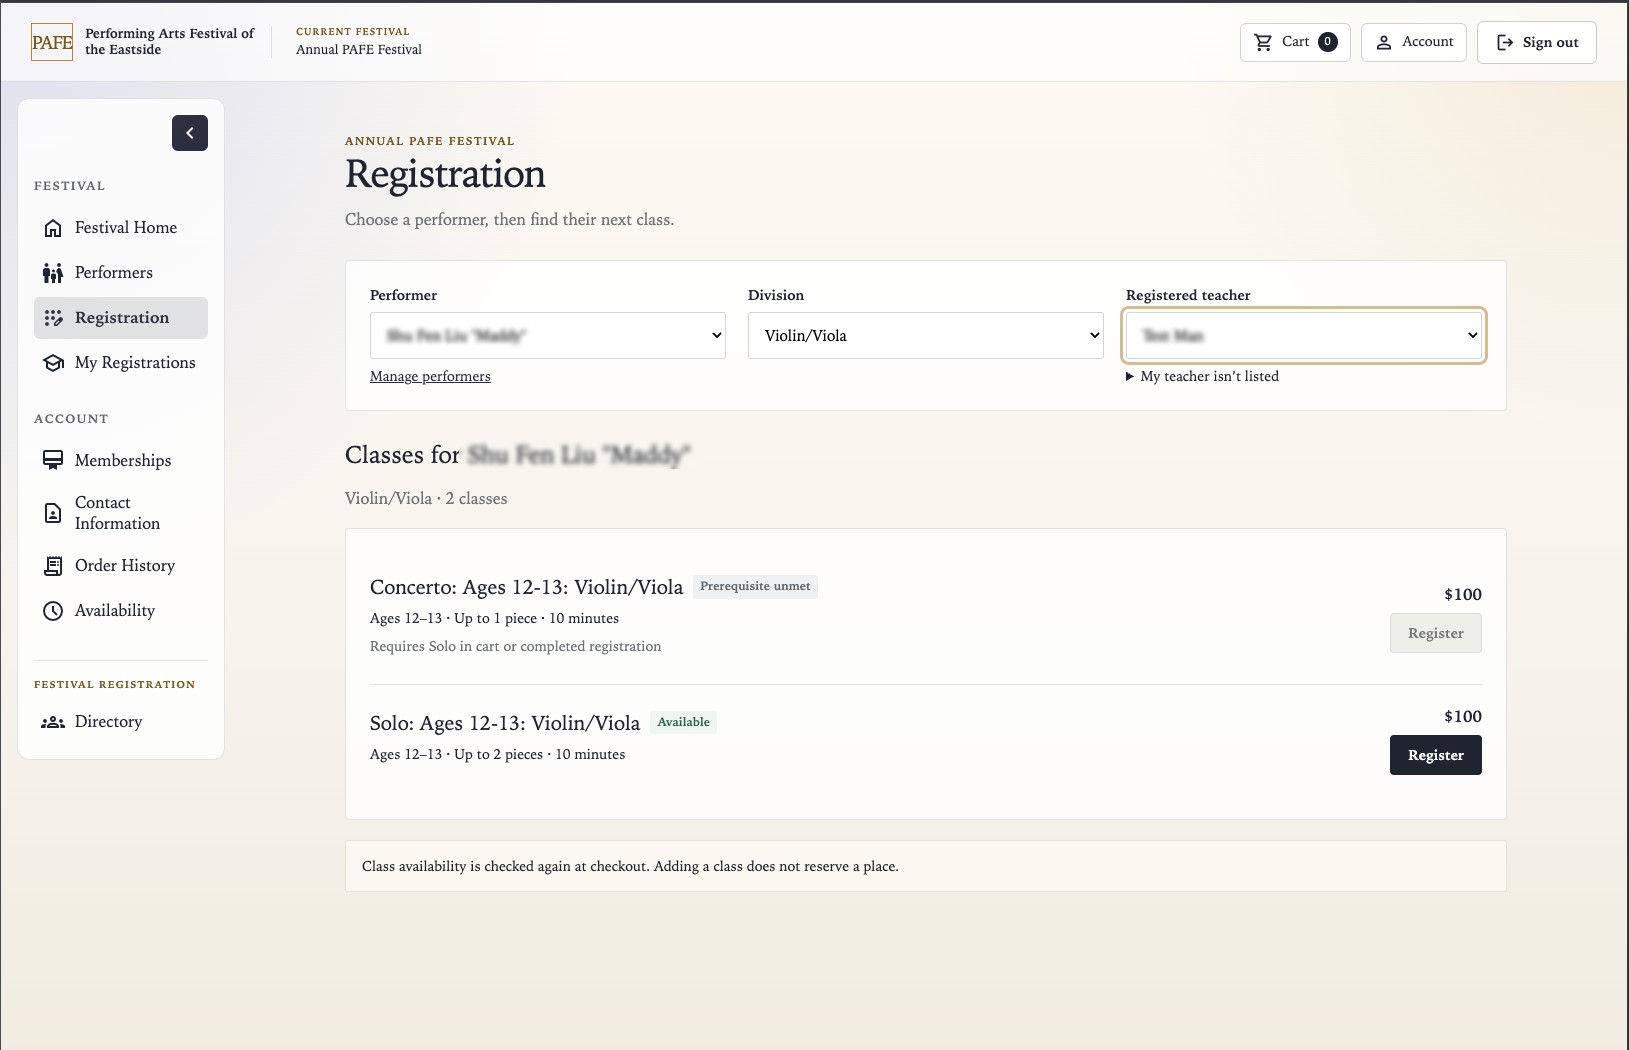 PAFE
Performing Arts Festival of
the Eastside
CURRENT FESTIVAL
Annual PAFE Festival
Cart 0
Account
Sign out
FESTIVAL
Festival Home
Performers
Registration
My Registrations
ACCOUNT
Memberships
Contact
Information
Order History
Availability
FESTIVAL REGISTRATION
Directory
ANNUAL PAFE FESTIVAL
Registration
Choose a performer, then find their next class.
Performer
Division
Violin/Viola
Registered teacher
Manage performers
My teacher isn't listed
Classes for
Violin/Viola · 2 classes
Concerto: Ages 12-13: Violin/Viola Prerequisite unmet
Ages 12–13 · Up to 1 piece · 10 minutes
Requires Solo in cart or completed registration
$100
Register
Solo: Ages 12-13: Violin/Viola Available
Ages 12–13 · Up to 2 pieces · 10 minutes
$100
Register
Class availability is checked again at checkout. Adding a class does not reserve a place.